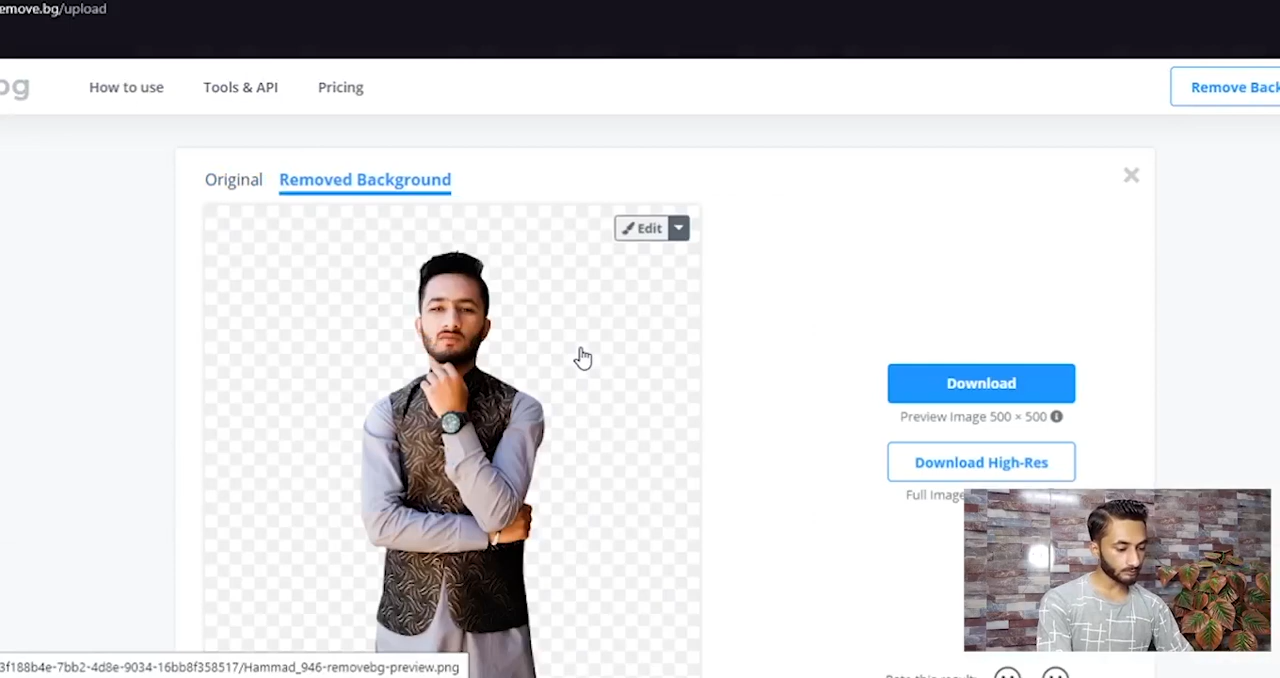 emove.bg/upload
bg
How to use
Tools & API
Pricing
Remove Back
Original
Removed Background
Edit
Download
Preview Image 500 × 500
Download High-Res
Full Image
3f188b4e-7bb2-4d8e-9034-16bb8f358517/Hammad_946-removebg-preview.png